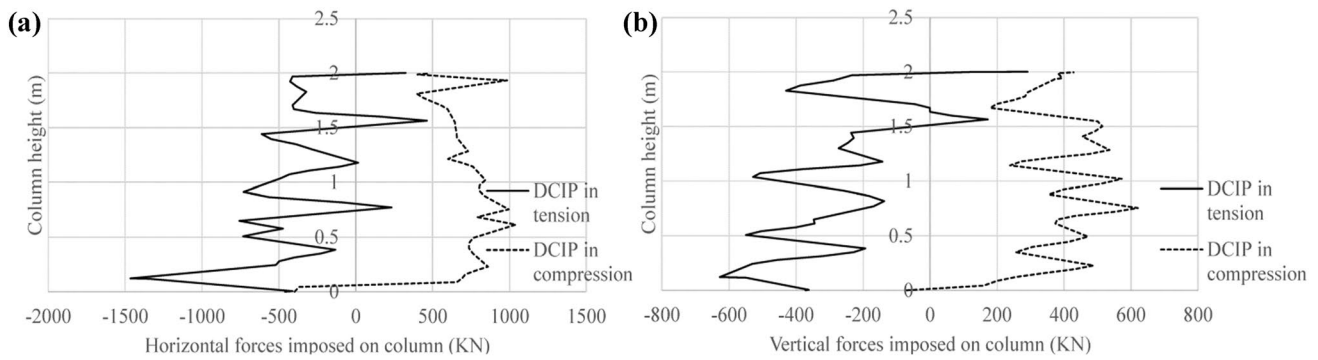 (a)
2.5
2
1.5
1
0.5
0
Column height (m)
-2000 -1500 -1000 -500 0 500 1000 1500
Horizontal forces imposed on column (KN)
DCIP in
tension
DCIP in
compression
(b)
2.5
2
1.5
1
0.5
0
Column height (m)
-800 -600 -400 -200 0 200 400 600 800
Vertical forces imposed on column (KN)
DCIP in
tension
DCIP in
compression